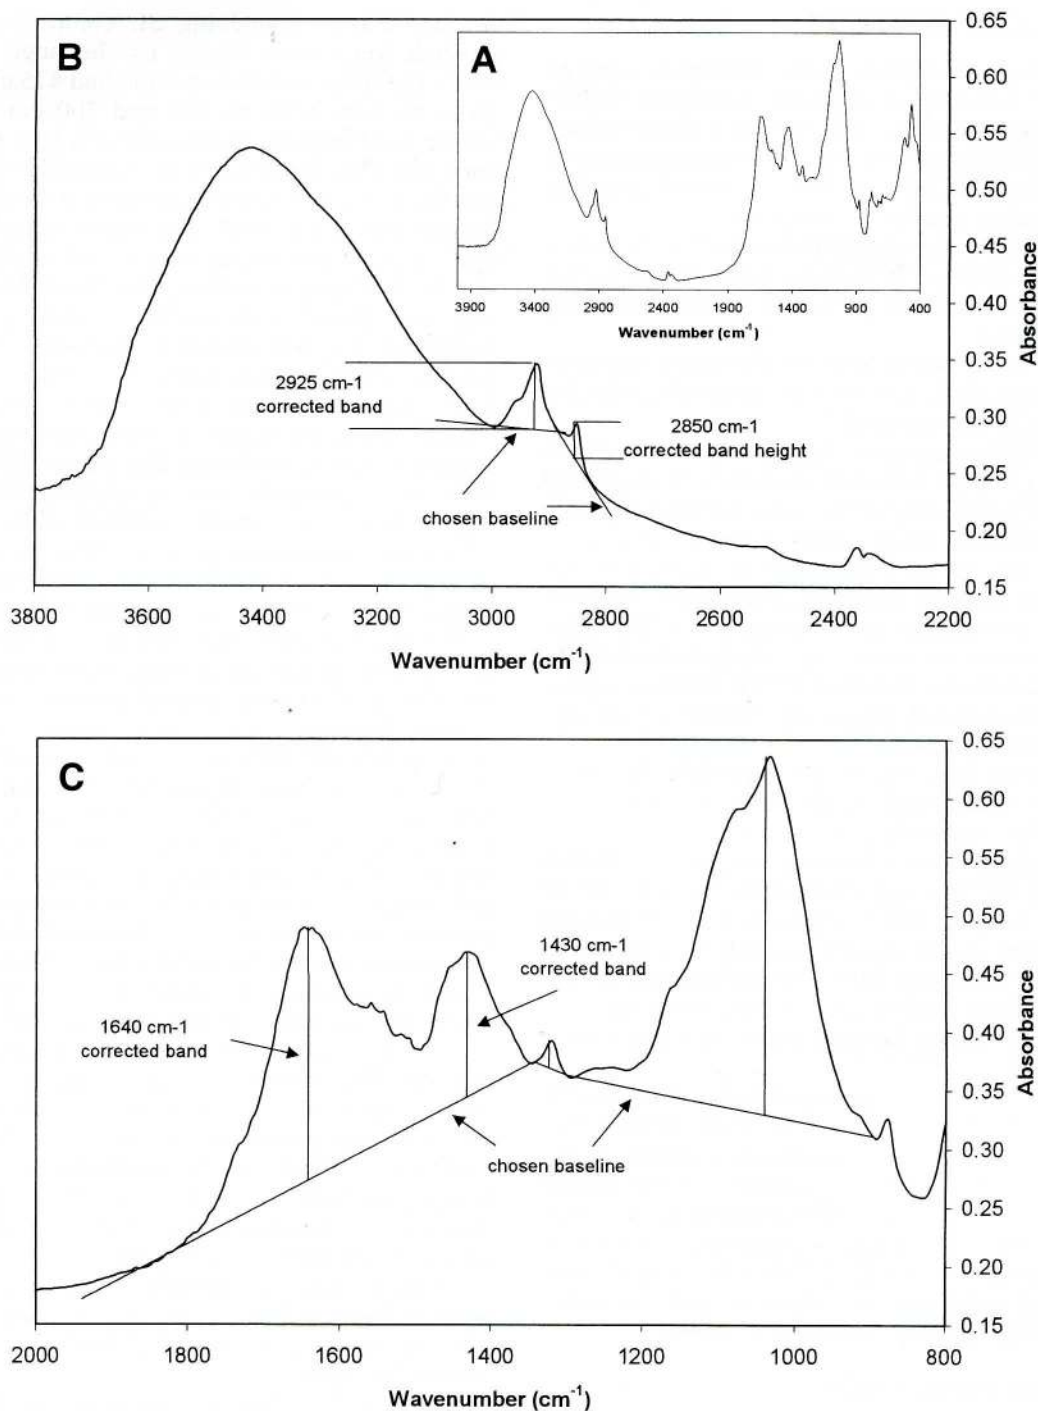 B
A
3900 3400 2900 2400 1900 1400 900 400
Wavenumber (cm-1)
0.65
0.60
0.55
0.50
0.45
0.40
0.35
0.30
0.25
0.20
0.15
Absorbance
2925 cm-1
corrected band
2850 cm-1
corrected band height
chosen baseline
3800 3600 3400 3200 3000 2800 2600 2400 2200
Wavenumber (cm-1)
C
0.65
0.60
0.55
0.50
0.45
0.40
0.35
0.30
0.25
0.20
0.15
Absorbance
1430 cm-1
corrected band
1640 cm-1
corrected band
chosen baseline
2000 1800 1600 1400 1200 1000 800
Wavenumber (cm-1)